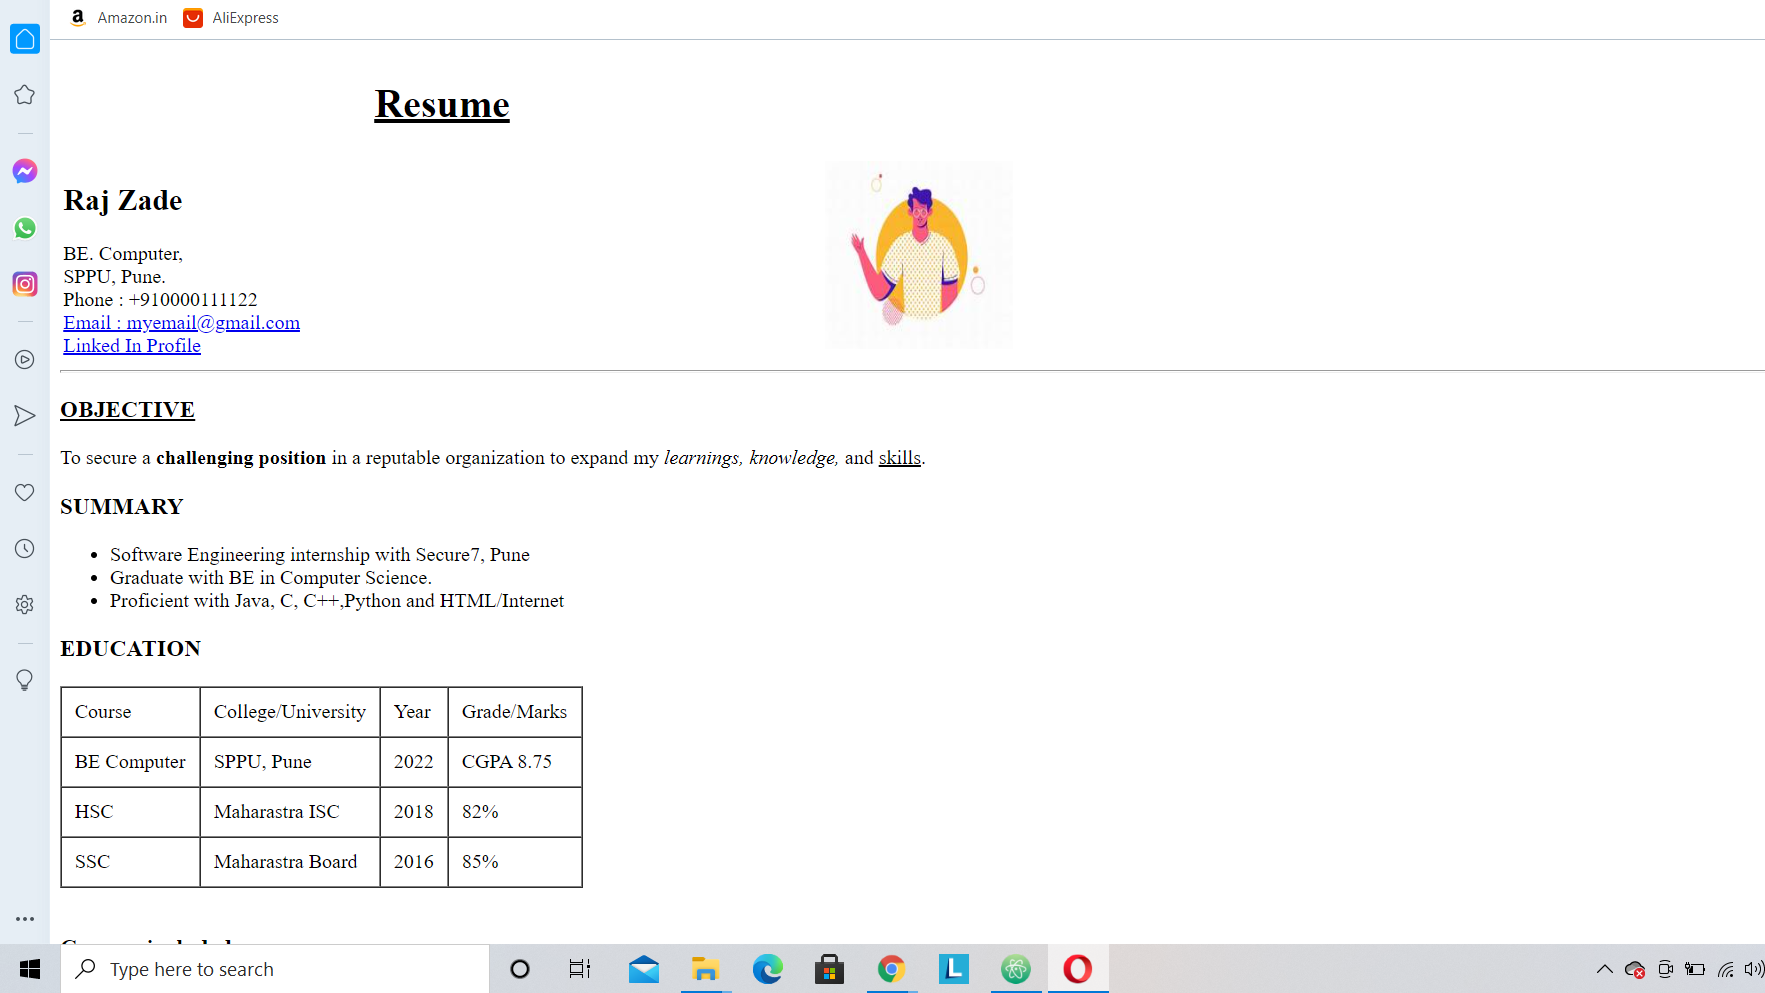 Amazon.in AliExpress
Resume
Raj Zade
BE. Computer,
SPPU, Pune.
Phone : +910000111122
Email : myemail@gmail.com
Linked In Profile
OBJECTIVE
To secure a challenging position in a reputable organization to expand my learnings, knowledge, and skills.
SUMMARY
• Software Engineering internship with Secure7, Pune
• Graduate with BE in Computer Science.
• Proficient with Java, C, C++,Python and HTML/Internet
EDUCATION
Course College/University Year Grade/Marks
BE Computer SPPU, Pune 2022 CGPA 8.75
HSC Maharastra ISC 2018 82%
SSC Maharastra Board 2016 85%
Type here to search